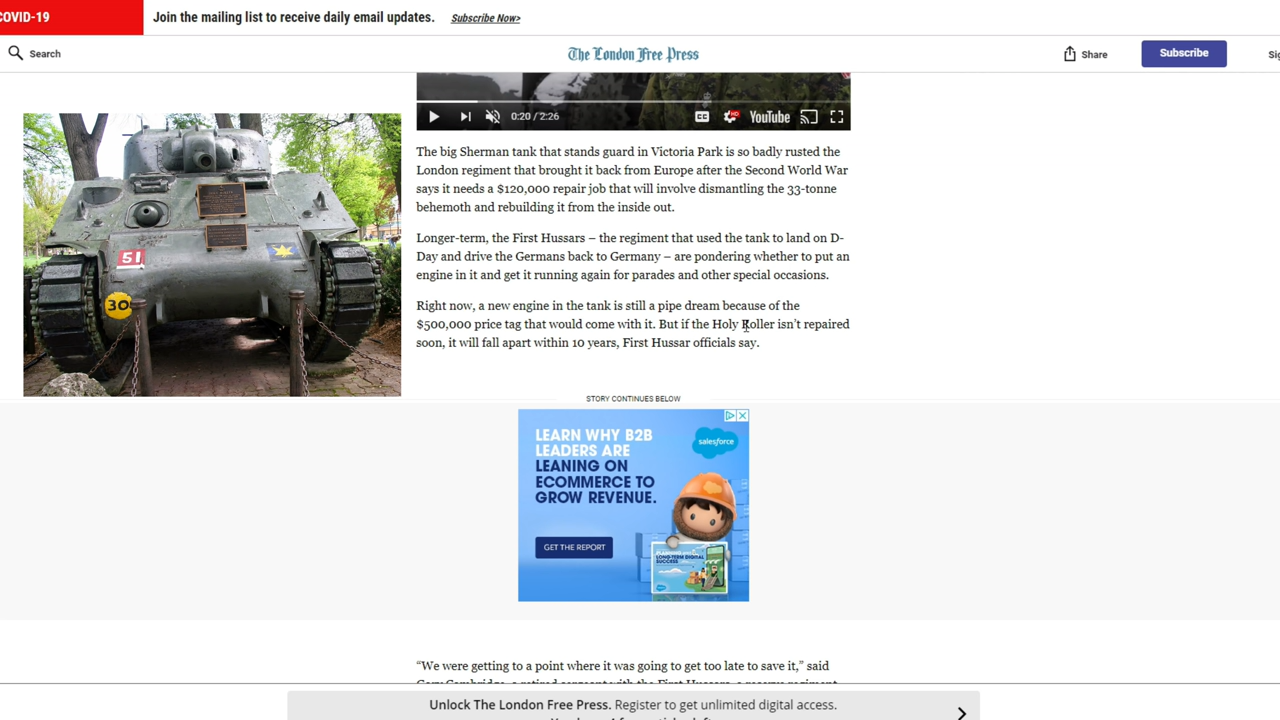 COVID-19
Join the mailing list to receive daily email updates. Subscribe Now>
Search
The London Free Press
Share
Subscribe
0:20 / 2:26
CC
HD
YouTube
The big Sherman tank that stands guard in Victoria Park is so badly rusted the
London regiment that brought it back from Europe after the Second World War
says it needs a $120,000 repair job that will involve dismantling the 33-tonne
behemoth and rebuilding it from the inside out.
51
30
Longer-term, the First Hussars – the regiment that used the tank to land on D-
Day and drive the Germans back to Germany – are pondering whether to put an
engine in it and get it running again for parades and other special occasions.
Right now, a new engine in the tank is still a pipe dream because of the
$500,000 price tag that would come with it. But if the Holy Roller isn’t repaired
soon, it will fall apart within 10 years, First Hussar officials say.
STORY CONTINUES BELOW
LEARN WHY B2B
LEADERS ARE
LEANING ON
ECOMMERCE TO
GROW REVENUE.
salesforce
GET THE REPORT
LONG-TERM DIGITAL
SUCCESS
“We were getting to a point where it was going to get too late to save it,” said
Unlock The London Free Press. Register to get unlimited digital access.